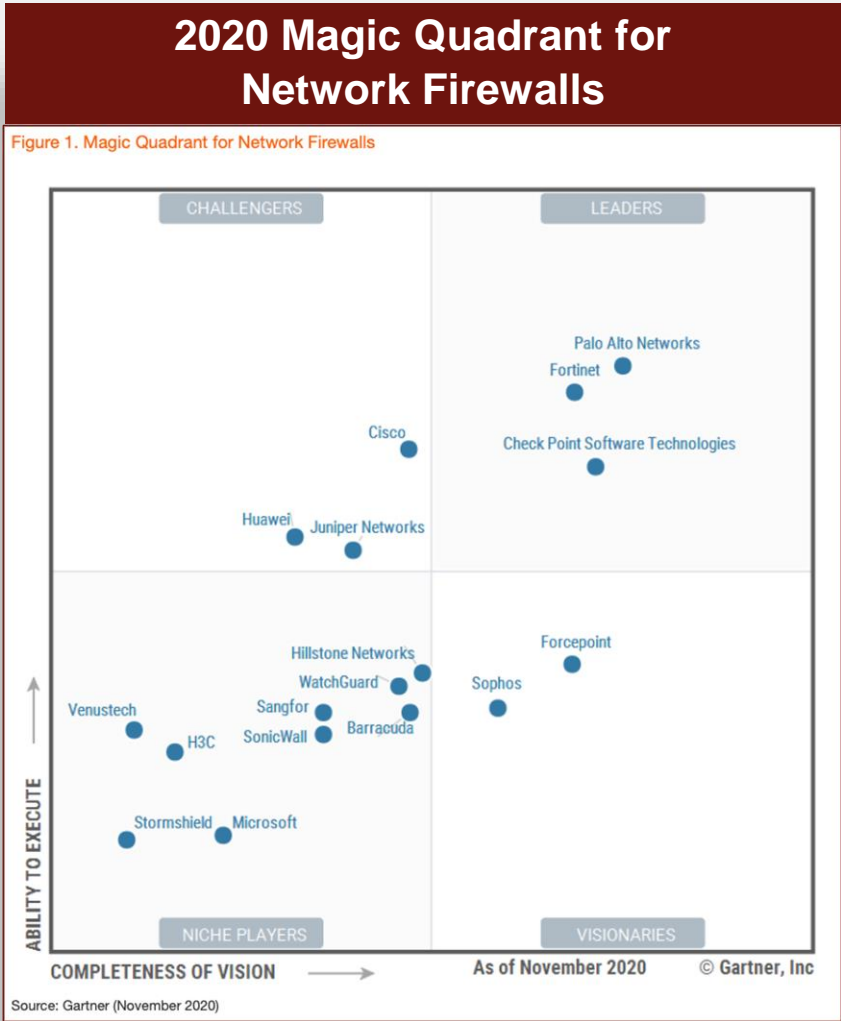 2020 Magic Quadrant for
Network Firewalls
Figure 1. Magic Quadrant for Network Firewalls
CHALLENGERS
LEADERS
Palo Alto Networks
Fortinet
Cisco
Check Point Software Technologies
Huawei
Juniper Networks
Forcepoint
Hillstone Networks
WatchGuard
Sophos
Sangfor
Venustech
Barracuda
SonicWall
H3C
Stormshield
Microsoft
ABILITY TO EXECUTE
NICHE PLAYERS
VISIONARIES
COMPLETENESS OF VISION
As of November 2020
© Gartner, Inc
Source: Gartner (November 2020)